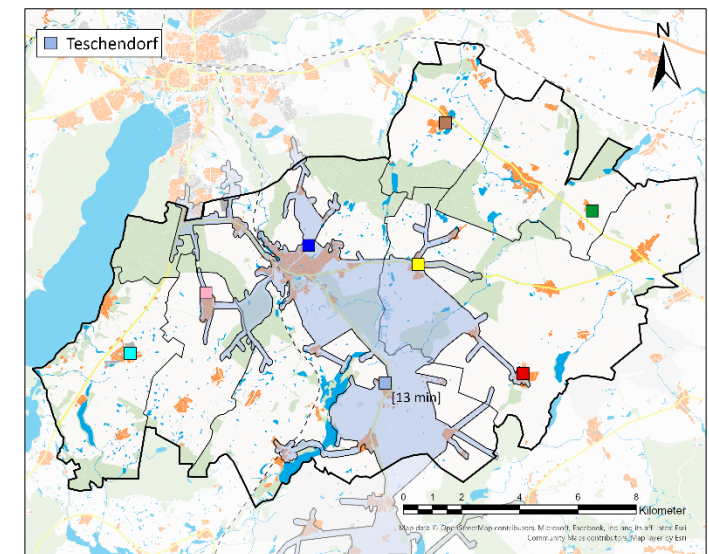 Teschendorf
N
[13 min]
0 1 2 4 6 8
Kilometer
Map data © OpenStreetMap contributors, Microsoft, Facebook, Inc. and its affi Esri
Community Maps contributors, Map layer by Esri